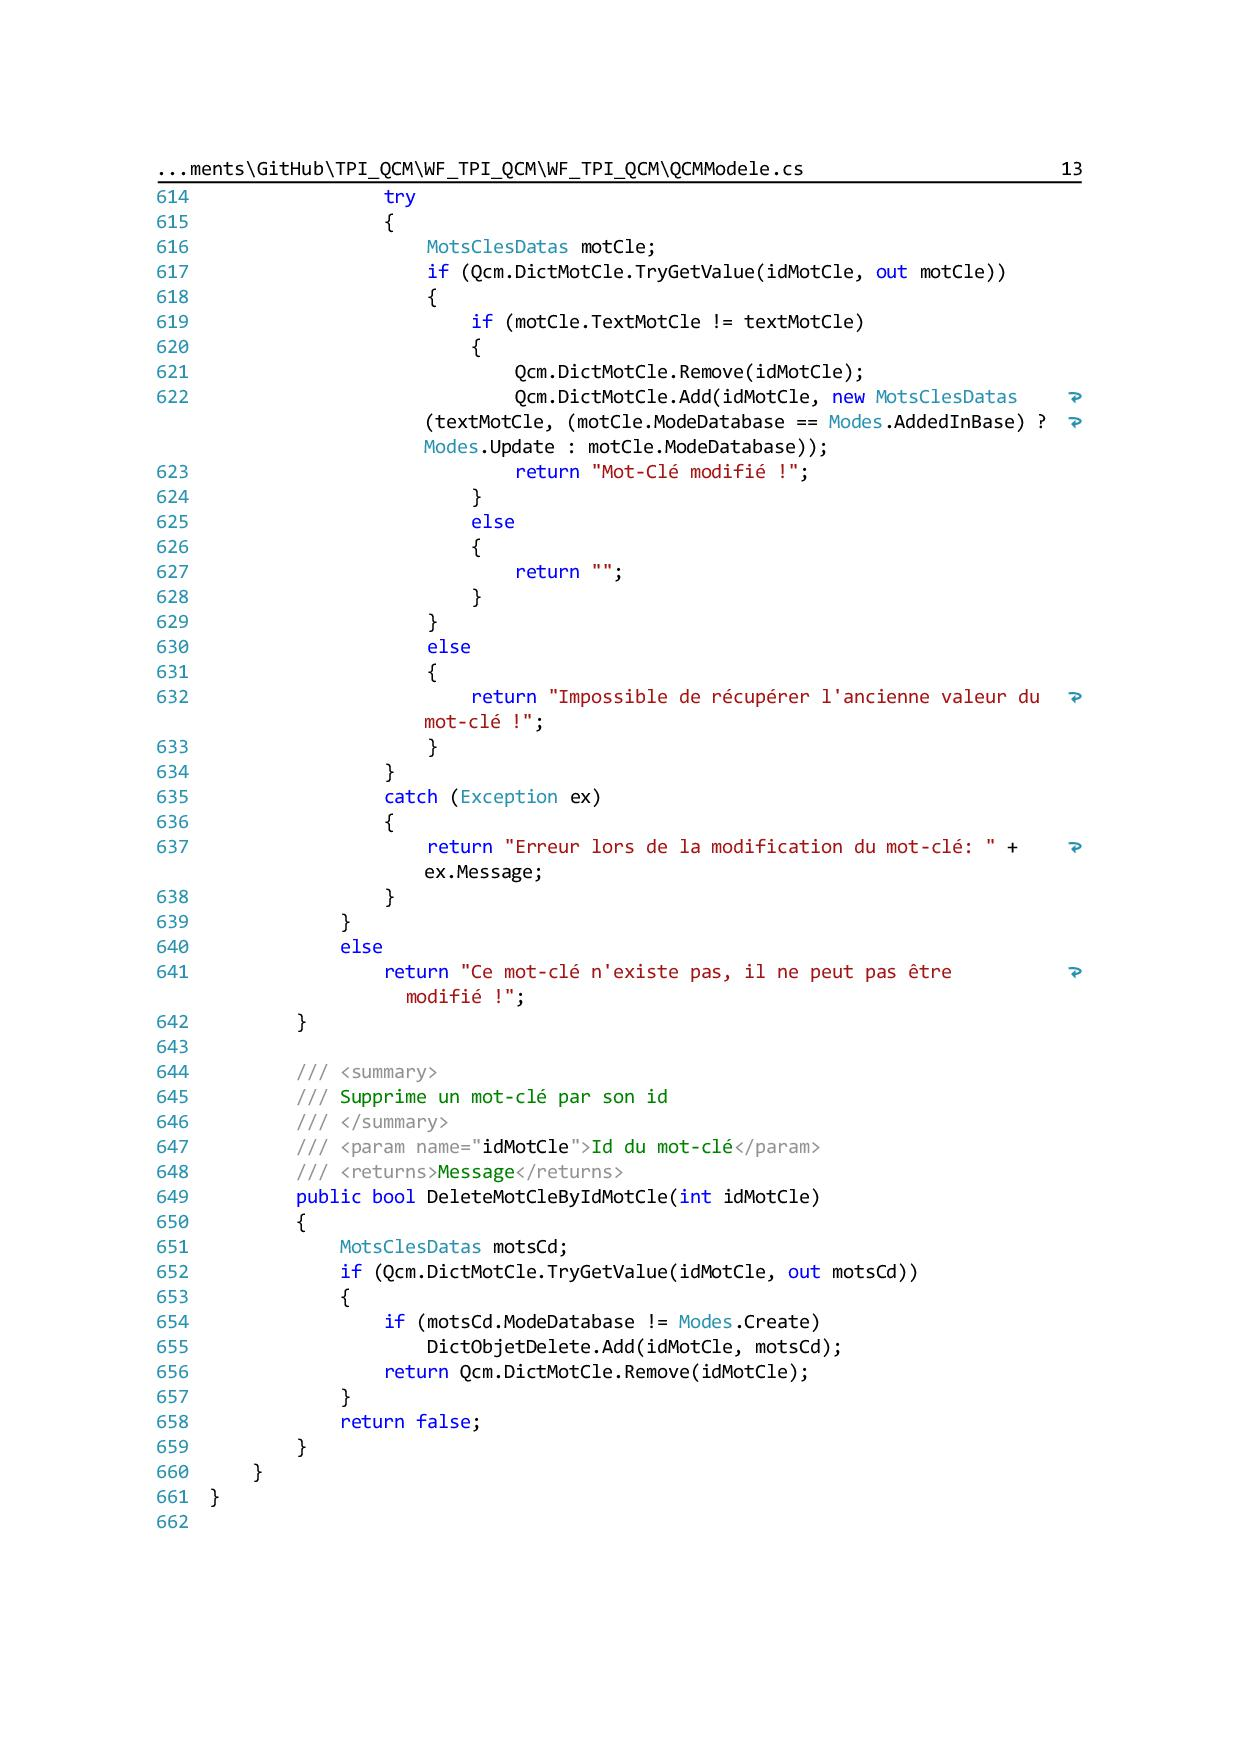 ...ments\GitHub\TPI_QCM\WF_TPI_QCM\WF_TPI_QCM\QCMModele.cs 13
614                 try
615                 {
616                     MotsClesDatas motCle;
617                     if (Qcm.DictMotCle.TryGetValue(idMotCle, out motCle))
618                     {
619                         if (motCle.TextMotCle != textMotCle)
620                         {
621                             Qcm.DictMotCle.Remove(idMotCle);
622                             Qcm.DictMotCle.Add(idMotCle, new MotsClesDatas
(textMotCle, (motCle.ModeDatabase == Modes.AddedInBase) ?
Modes.Update : motCle.ModeDatabase));
623                             return "Mot-Clé modifié !";
624                         }
625                         else
626                         {
627                             return "";
628                         }
629                     }
630                     else
631                     {
632                         return "Impossible de récupérer l'ancienne valeur du
mot-clé !";
633                     }
634                 }
635                 catch (Exception ex)
636                 {
637                     return "Erreur lors de la modification du mot-clé: " +
ex.Message;
638                 }
639             }
640             else
641                 return "Ce mot-clé n'existe pas, il ne peut pas être
modifié !";
642         }
643
644         /// <summary>
645         /// Supprime un mot-clé par son id
646         /// </summary>
647         /// <param name="idMotCle">Id du mot-clé</param>
648         /// <returns>Message</returns>
649         public bool DeleteMotCleByIdMotCle(int idMotCle)
650         {
651             MotsClesDatas motsCd;
652             if (Qcm.DictMotCle.TryGetValue(idMotCle, out motsCd))
653             {
654                 if (motsCd.ModeDatabase != Modes.Create)
655                     DictObjetDelete.Add(idMotCle, motsCd);
656                 return Qcm.DictMotCle.Remove(idMotCle);
657             }
658             return false;
659         }
660     }
661 }
662